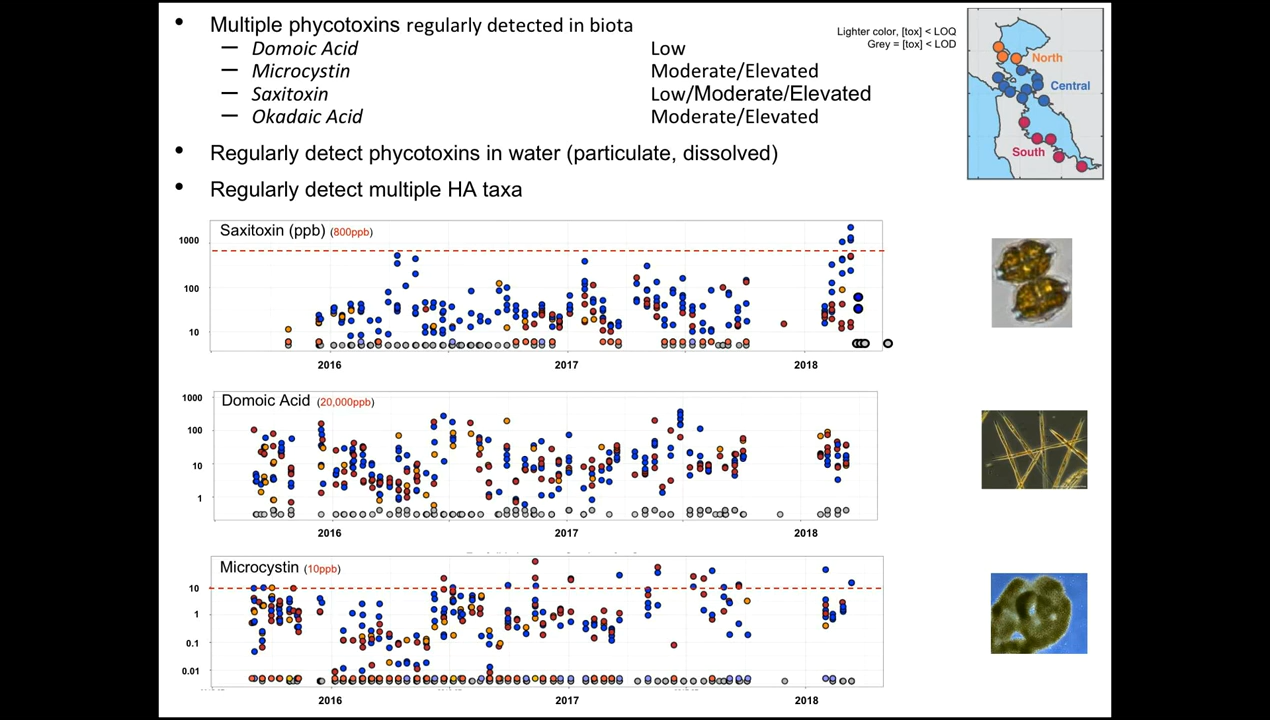 • Multiple phycotoxins regularly detected in biota
— Domoic Acid Low
— Microcystin Moderate/Elevated
— Saxitoxin Low/Moderate/Elevated
— Okadaic Acid Moderate/Elevated
• Regularly detect phycotoxins in water (particulate, dissolved)
• Regularly detect multiple HA taxa
Lighter color, [tox] < LOQ
Grey = [tox] < LOD
North
Central
South
Saxitoxin (ppb) (800ppb)
1000
100
10
2016 2017 2018
Domoic Acid (20,000ppb)
1000
100
10
1
2016 2017 2018
Microcystin (10ppb)
10
1
0.1
0.01
2016 2017 2018